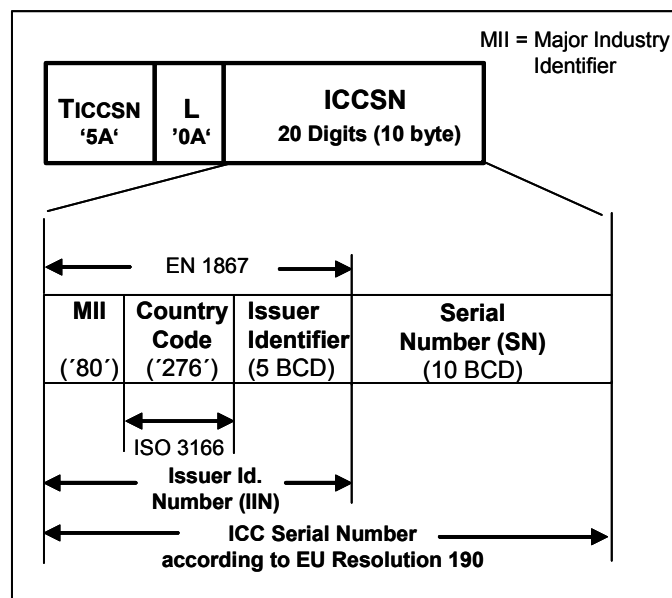 MII = Major Industry
Identifier
TICCSN
‘5A‘
L
’0A‘
ICCSN
20 Digits (10 byte)
EN 1867
MII
(´80´)
Country
Code
(´276´)
Issuer
Identifier
(5 BCD)
Serial
Number (SN)
(10 BCD)
ISO 3166
Issuer Id.
Number (IIN)
ICC Serial Number
according to EU Resolution 190